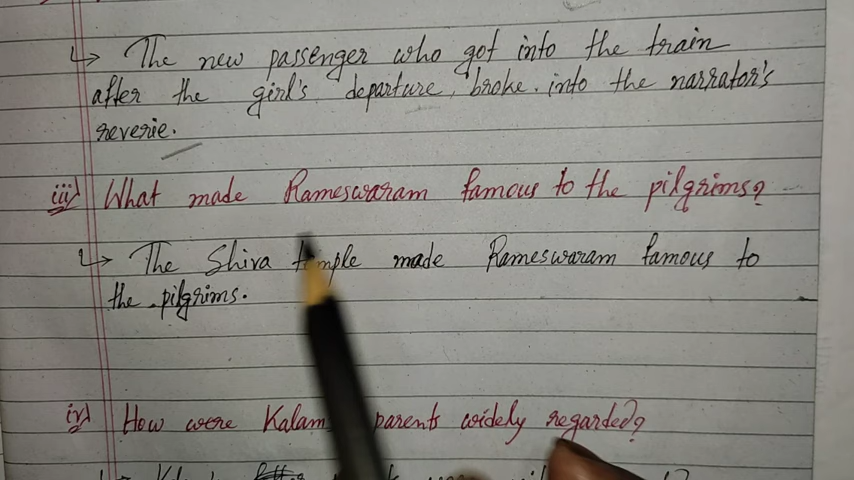 ↳ The new passenger who got into the train
after the girl's departure, broke into the narrator's
reverie.
iii) What made Rameswaram famous to the pilgrims?
↳ The Shiva temple made Rameswaram famous to
the pilgrims.
iv) How were Kalam parents widely regarded?